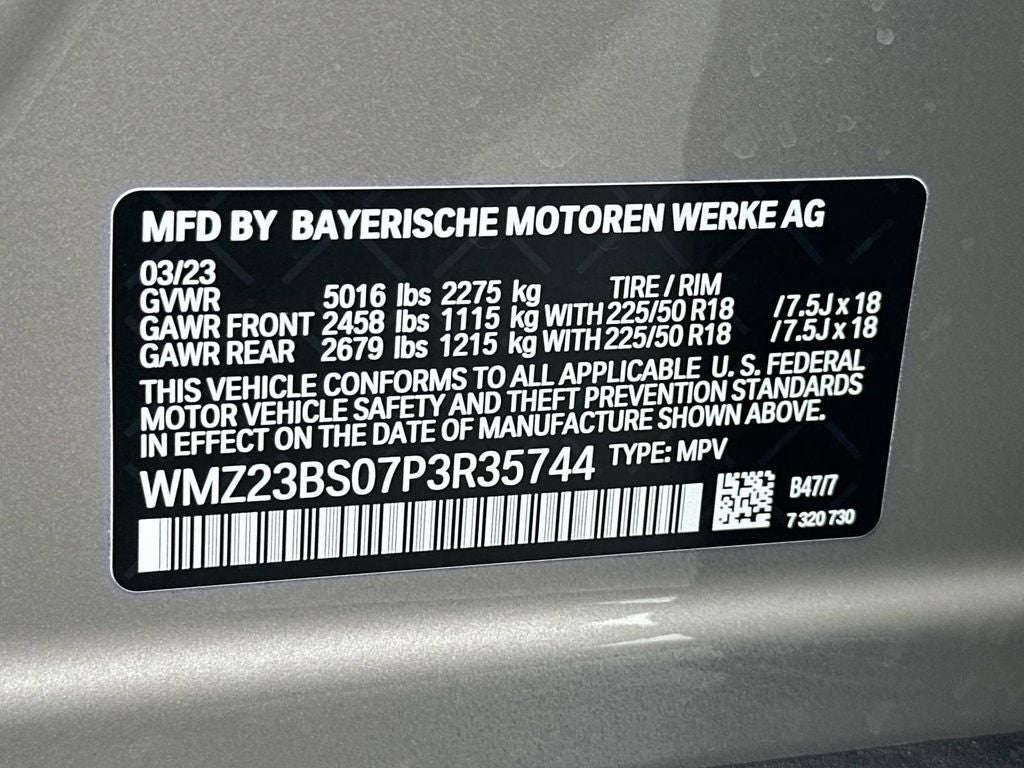 MFD BY BAYERISCHE MOTOREN WERKE AG
03/23 TIRE / RIM
GVWR 5016 lbs 2275 kg
GAWR FRONT 2458 lbs 1115 kg WITH 225/50 R18 /7.5J x 18
GAWR REAR 2679 lbs 1215 kg WITH 225/50 R18 /7.5J x 18
THIS VEHICLE CONFORMS TO ALL APPLICABLE U. S. FEDERAL
MOTOR VEHICLE SAFETY AND THEFT PREVENTION STANDARDS
IN EFFECT ON THE DATE OF MANUFACTURE SHOWN ABOVE.
WMZ23BS07P3R35744 TYPE: MPV
B47/7
7 320 730